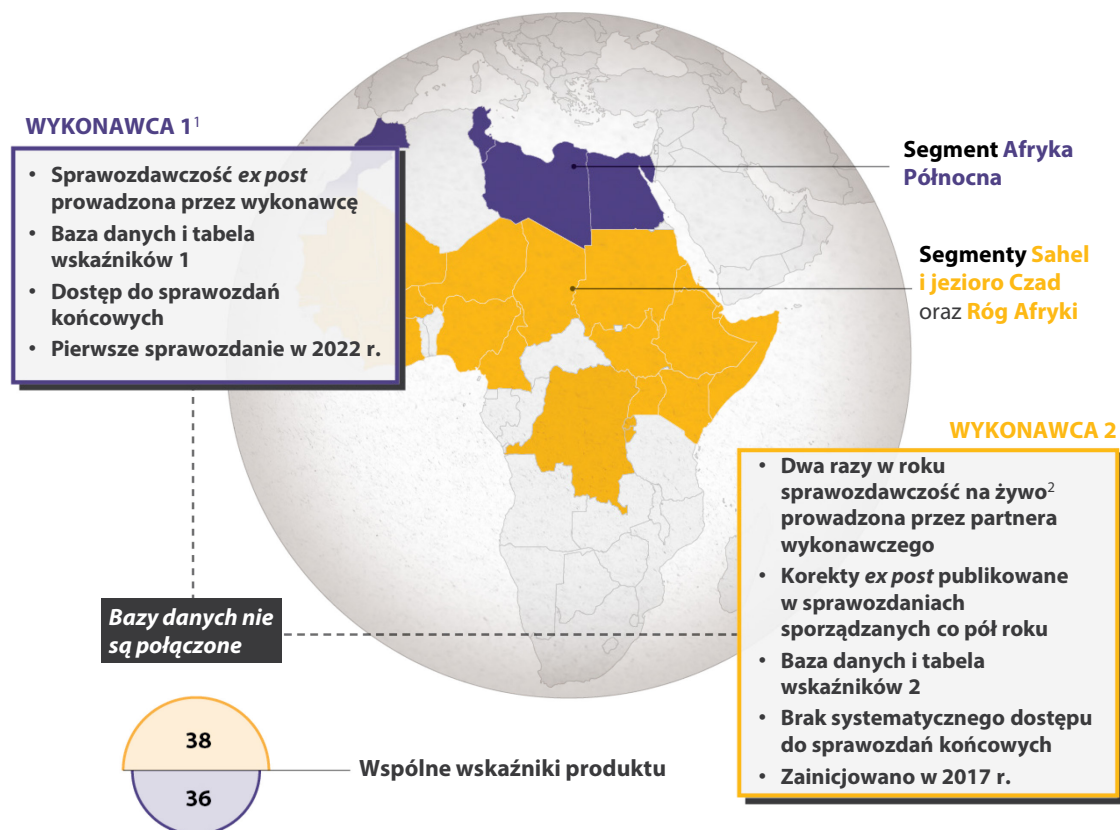 WYKONAWCA 1¹
• Sprawozdawczość ex post
prowadzona przez wykonawcę
• Baza danych i tabela
wskaźników 1
• Dostęp do sprawozdań
końcowych
• Pierwsze sprawozdanie w 2022 r.
Segment Afryka
Północna
Segmenty Sahel
i jezioro Czad
oraz Róg Afryki
WYKONAWCA 2
• Dwa razy w roku
sprawozdawczość na żywo²
prowadzona przez partnera
wykonawczego
• Korekty ex post publikowane
w sprawozdaniach
sporządzanych co pół roku
• Baza danych i tabela
wskaźników 2
• Brak systematycznego dostępu
do sprawozdań końcowych
• Zainicjowano w 2017 r.
Bazy danych nie
są połączone
38
36
Wspólne wskaźniki produktu